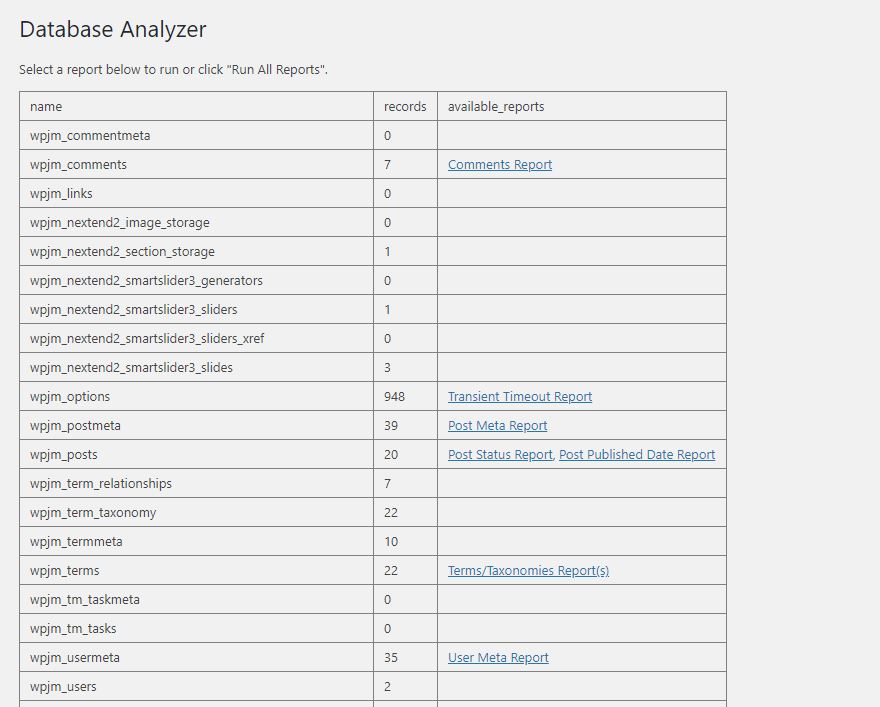 Database Analyzer
Select a report below to run or click "Run All Reports".
name records available_reports
wpjm_commentmeta 0
wpjm_comments 7 Comments Report
wpjm_links 0
wpjm_nextend2_image_storage 0
wpjm_nextend2_section_storage 1
wpjm_nextend2_smartslider3_generators 0
wpjm_nextend2_smartslider3_sliders 1
wpjm_nextend2_smartslider3_sliders_xref 0
wpjm_nextend2_smartslider3_slides 3
wpjm_options 948 Transient Timeout Report
wpjm_postmeta 39 Post Meta Report
wpjm_posts 20 Post Status Report, Post Published Date Report
wpjm_term_relationships 7
wpjm_term_taxonomy 22
wpjm_termmeta 10
wpjm_terms 22 Terms/Taxonomies Report(s)
wpjm_tm_taskmeta 0
wpjm_tm_tasks 0
wpjm_usermeta 35 User Meta Report
wpjm_users 2